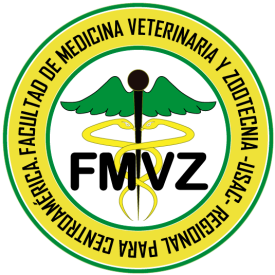 FACULTAD DE MEDICINA VETERINARIA Y ZOOTECNIA -USAC- REGIONAL PARA CENTROAMÉRICA.
FMVZ